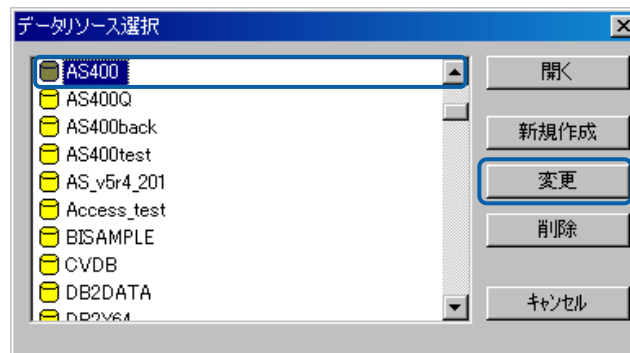 データリソース選択
AS400
AS400Q
AS400back
AS400test
AS_v5r4_201
Access_test
BISAMPLE
CVDB
DB2DATA
DB2Y64
開く
新規作成
変更
削除
キャンセル